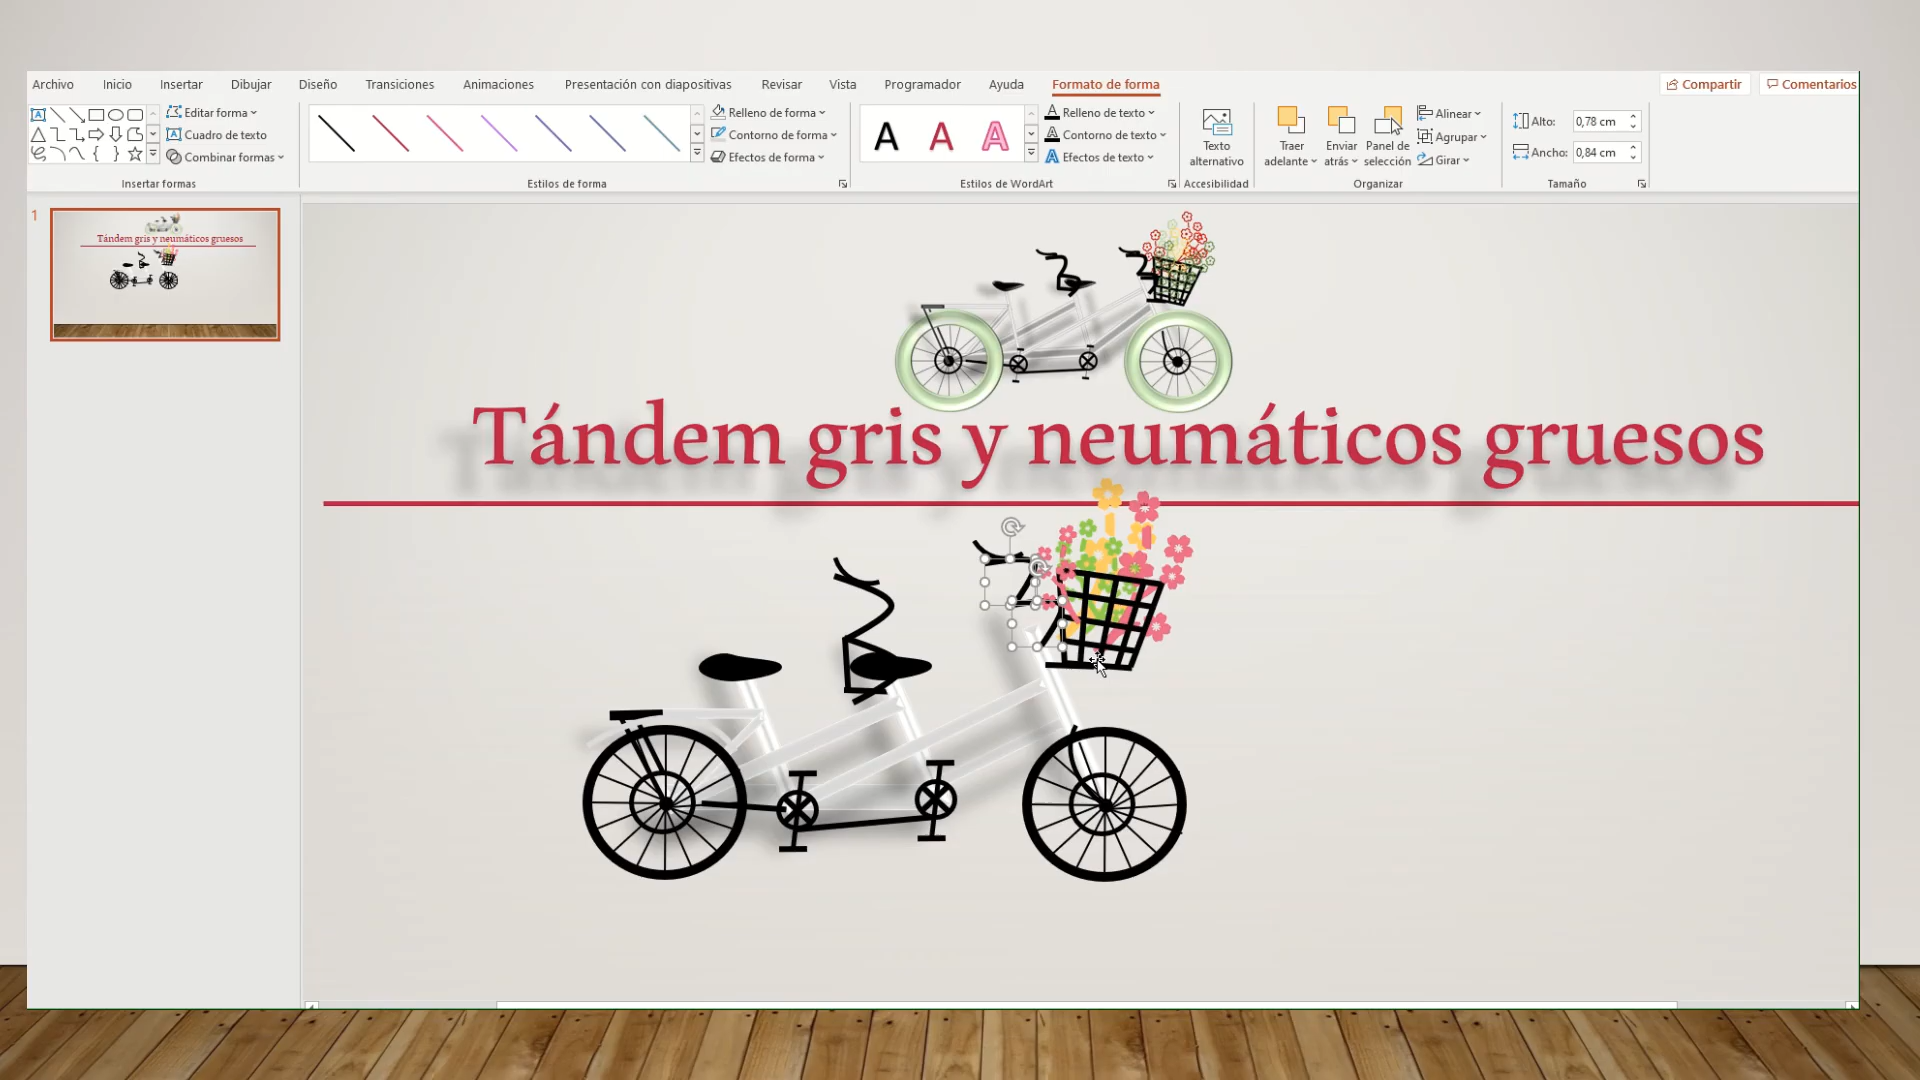 Archivo Inicio Insertar Dibujar Diseño Transiciones Animaciones Presentación con diapositivas Revisar Vista Programador Ayuda Formato de forma Compartir Comentarios
Editar forma
Cuadro de texto
Combinar formas
Insertar formas
Relleno de forma
Contorno de forma
Efectos de forma
Estilos de forma
A A A
Relleno de texto
Contorno de texto
Efectos de texto
Estilos de WordArt
Texto
alternativo
Accesibilidad
Traer
adelante
Enviar
atrás
Panel de
selección
Alinear
Agrupar
Girar
Organizar
Alto: 0,78 cm
Ancho: 0,84 cm
Tamaño
1
Tándem gris y neumáticos gruesos
Tándem gris y neumáticos gruesos